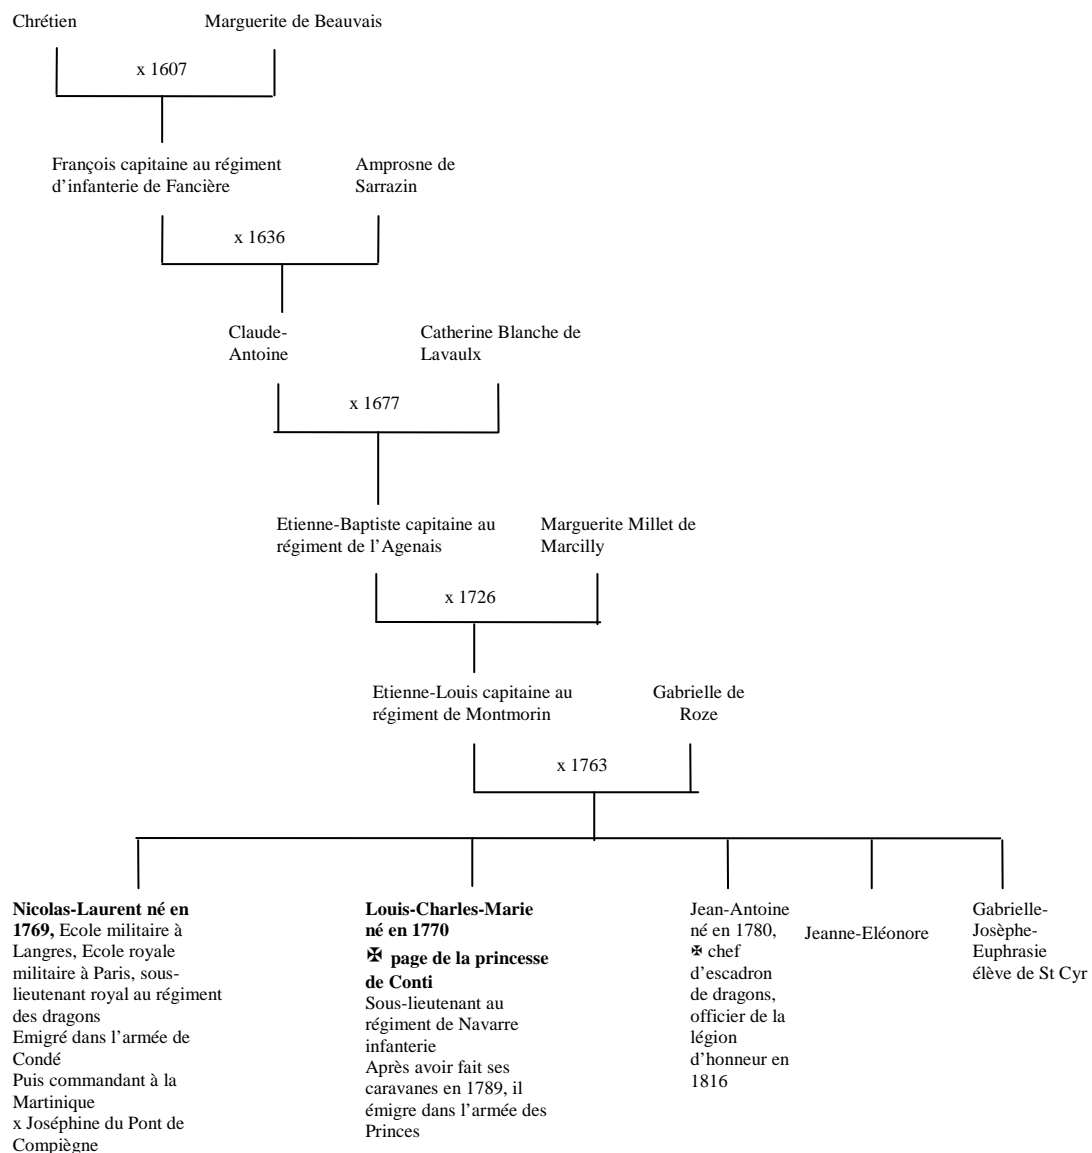 Chrétien
Marguerite de Beauvais
x 1607
François capitaine au régiment
d’infanterie de Fancière
Amprosne de
Sarrazin
x 1636
Claude-
Antoine
Catherine Blanche de
Lavaulx
x 1677
Etienne-Baptiste capitaine au
régiment de l’Agenais
Marguerite Millet de
Marcilly
x 1726
Etienne-Louis capitaine au
régiment de Montmorin
Gabrielle de
Roze
x 1763
Nicolas-Laurent né en
1769, Ecole militaire à
Langres, Ecole royale
militaire à Paris, sous-
lieutenant royal au régiment
des dragons
Emigré dans l’armée de
Condé
Puis commandant à la
Martinique
x Joséphine du Pont de
Compiègne
Louis-Charles-Marie
né en 1770
✠ page de la princesse
de Conti
Sous-lieutenant au
régiment de Navarre
infanterie
Après avoir fait ses
caravanes en 1789, il
émigre dans l’armée des
Princes
Jean-Antoine
né en 1780,
✠ chef
d’escadron
de dragons,
officier de la
légion
d’honneur en
1816
Jeanne-Eléonore
Gabrielle-
Josèphe-
Euphrasie
élève de St Cyr